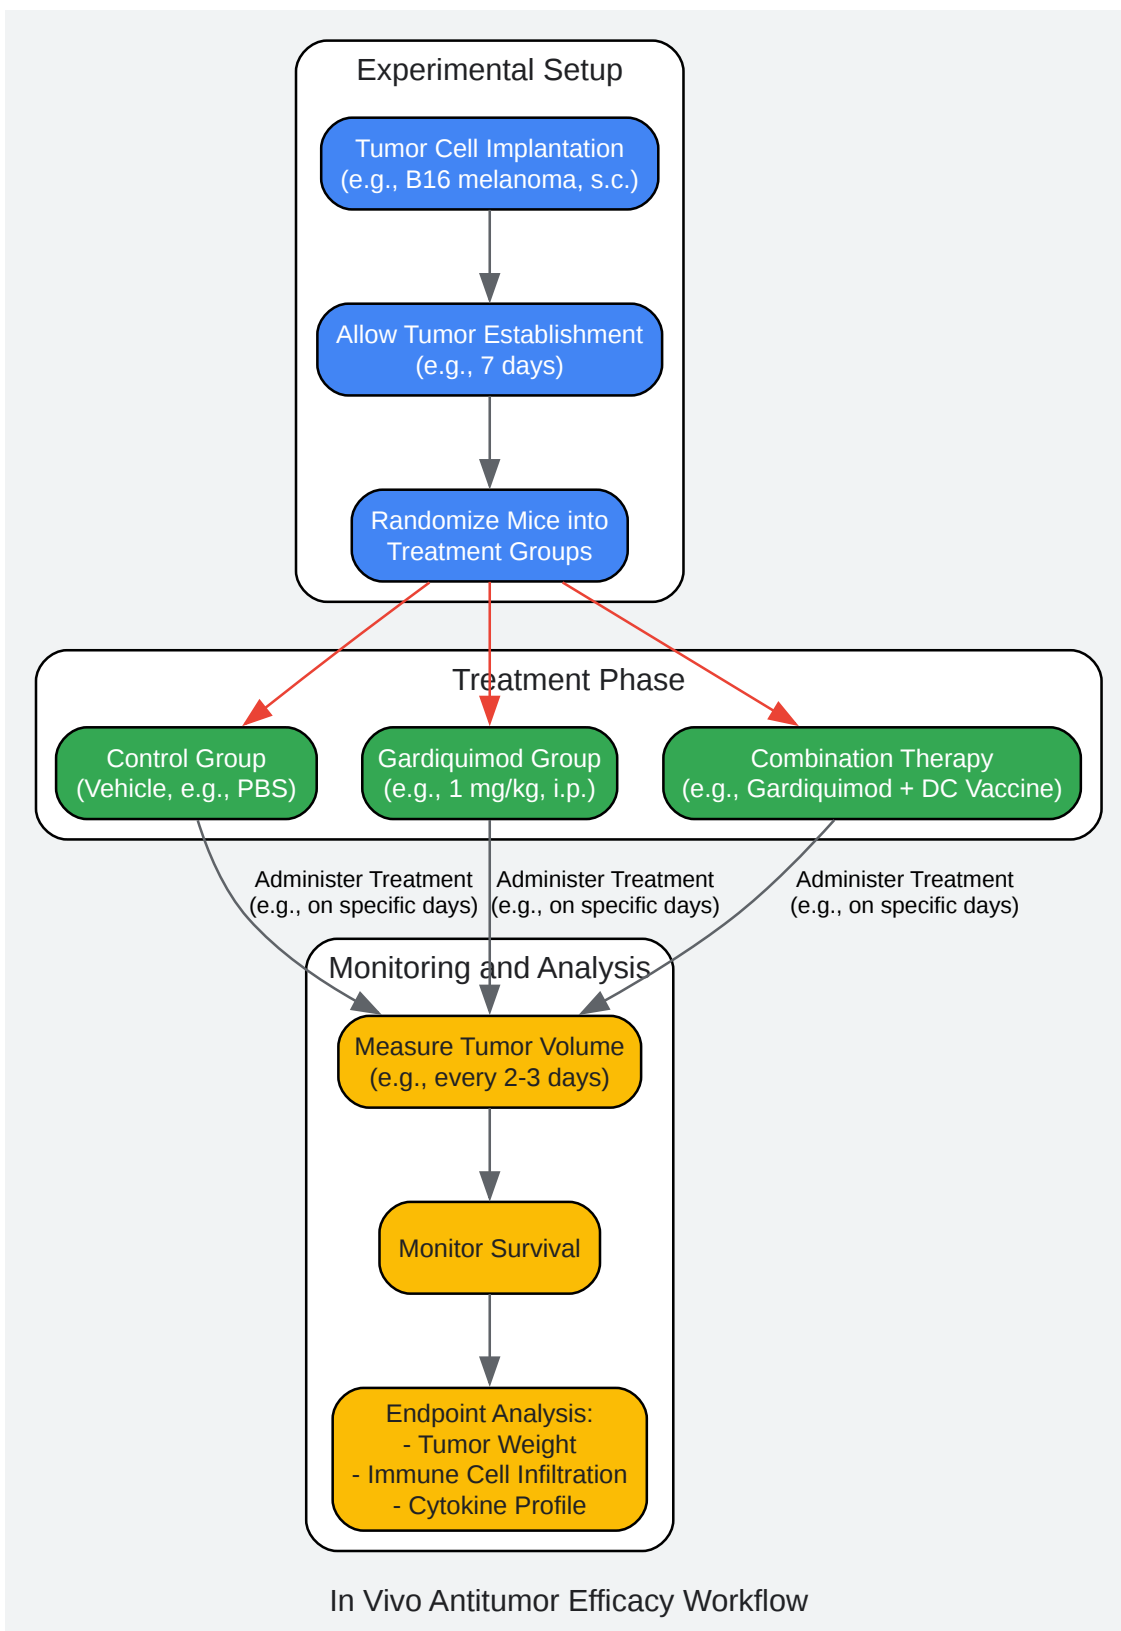 Experimental Setup
Tumor Cell Implantation
(e.g., B16 melanoma, s.c.)
Allow Tumor Establishment
(e.g., 7 days)
Randomize Mice into
Treatment Groups
Treatment Phase
Control Group
(Vehicle, e.g., PBS)
Gardiquimod Group
(e.g., 1 mg/kg, i.p.)
Combination Therapy
(e.g., Gardiquimod + DC Vaccine)
Administer Treatment
(e.g., on specific days)
Administer Treatment
(e.g., on specific days)
Administer Treatment
(e.g., on specific days)
Monitoring and Analysis
Measure Tumor Volume
(e.g., every 2-3 days)
Monitor Survival
Endpoint Analysis:
- Tumor Weight
- Immune Cell Infiltration
- Cytokine Profile
In Vivo Antitumor Efficacy Workflow